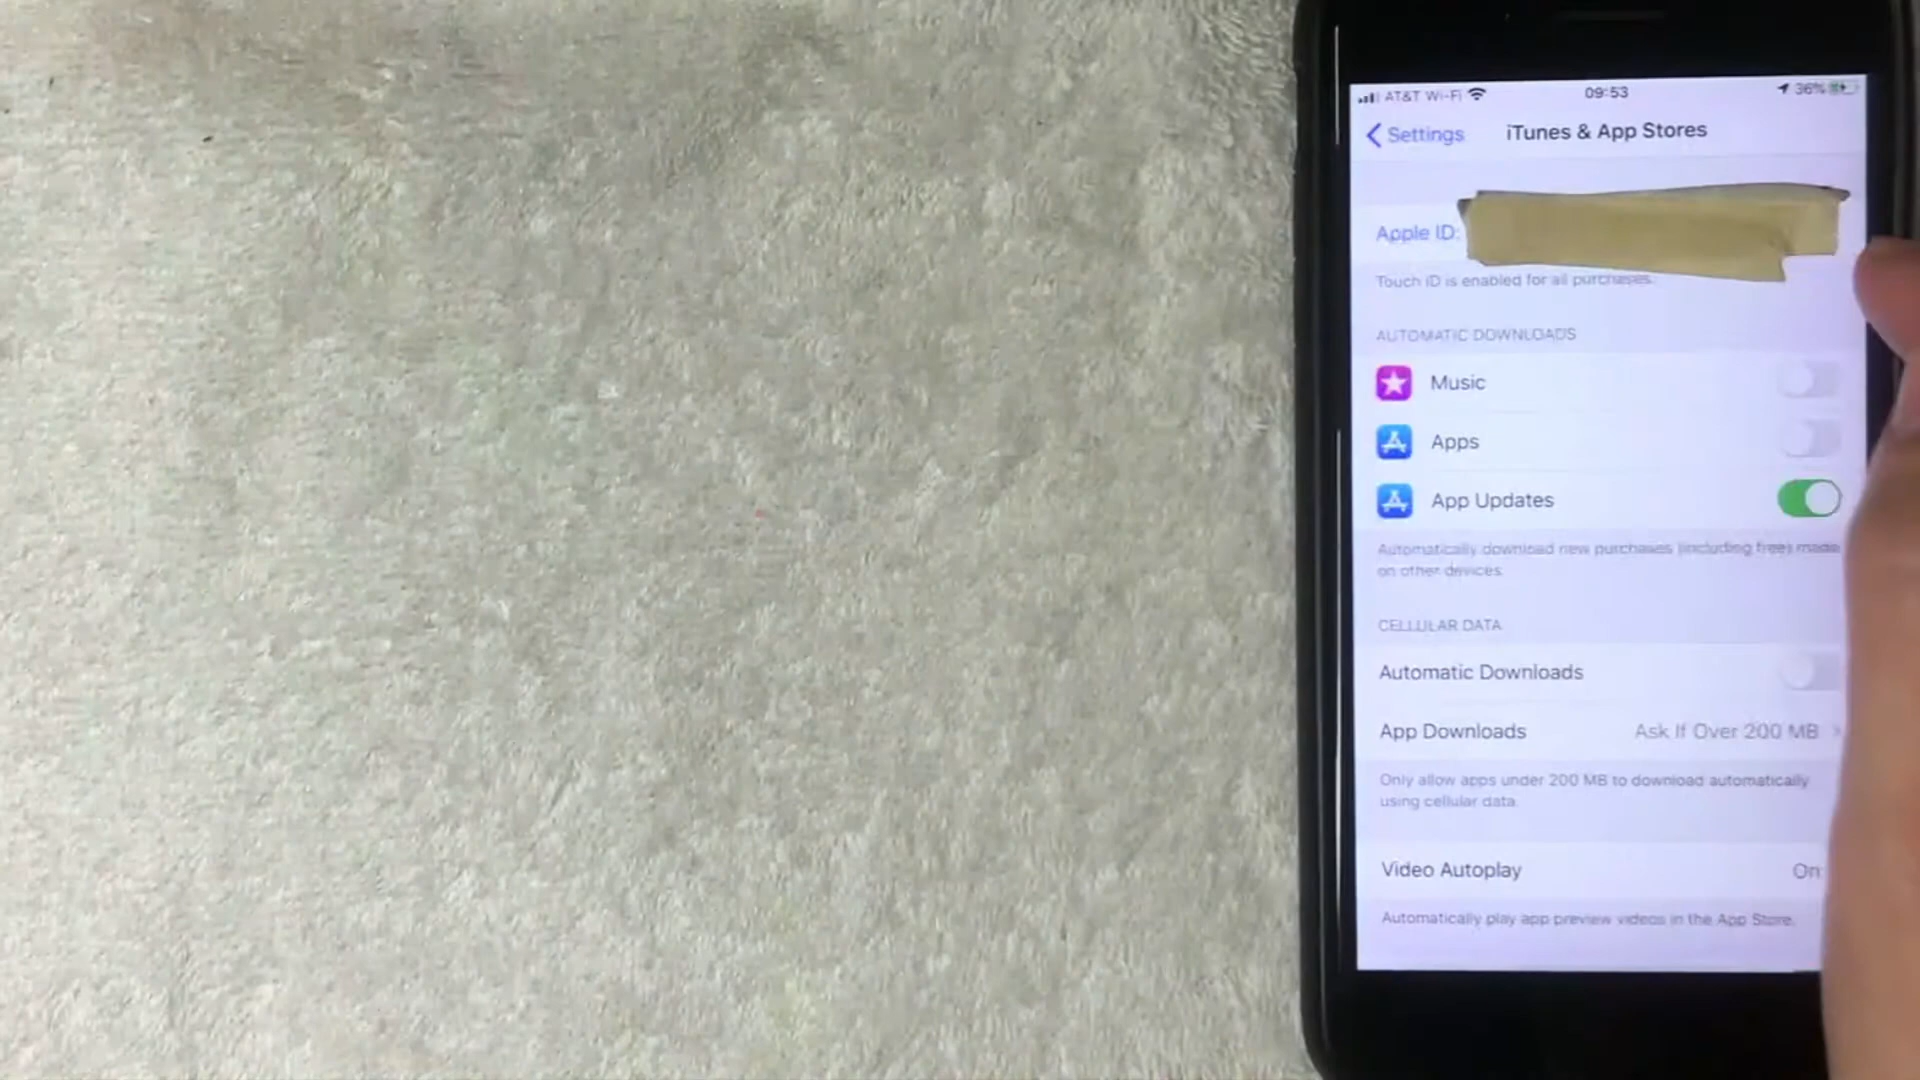 AT&T Wi-Fi 09:53 36%
Settings iTunes & App Stores
Apple ID:
Touch ID is enabled for all purchases.
AUTOMATIC DOWNLOADS
Music
Apps
App Updates
Automatically download new purchases (including free) made
on other devices.
CELLULAR DATA
Automatic Downloads
App Downloads Ask If Over 200 MB
Only allow apps under 200 MB to download automatically
using cellular data.
Video Autoplay On
Automatically play app preview videos in the App Store.